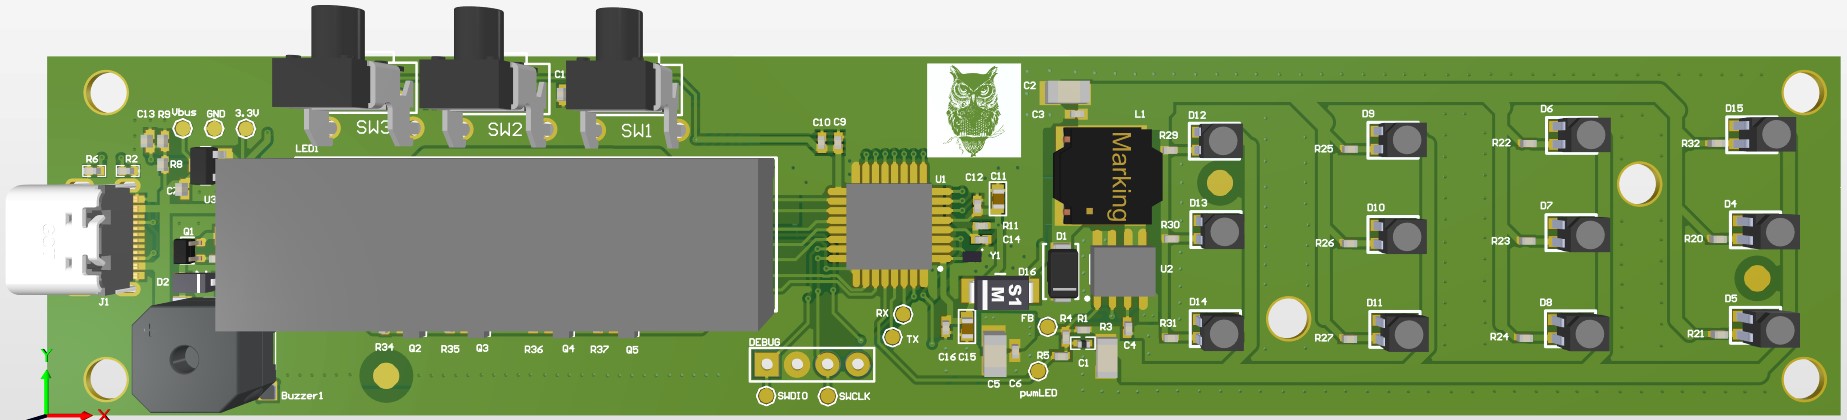 C13 R9 Vbus GND 3.3V
SW3
SW2
C1
SW1
C10 C9
C2
C3
L1
Marking
D12
R29
D9
R25
D6
R22
D15
R32
R6
R2
R8
U3
LED1
U1
C12
C11
R11
C14
Y1
D13
R30
D10
R26
D7
R23
D4
R20
Q1
D2
J1
D1
D16
S1
M
U2
D14
R31
D11
R27
D8
R24
D5
R21
RX
TX
FB
R4 R1
R3
C4
R5
C1
C16 C15
C5
C6
pwmLED
R34
Q2
R35
Q3
R36
Q4
R37
Q5
DEBUG
SWDIO
SWCLK
Buzzer1
Y
X